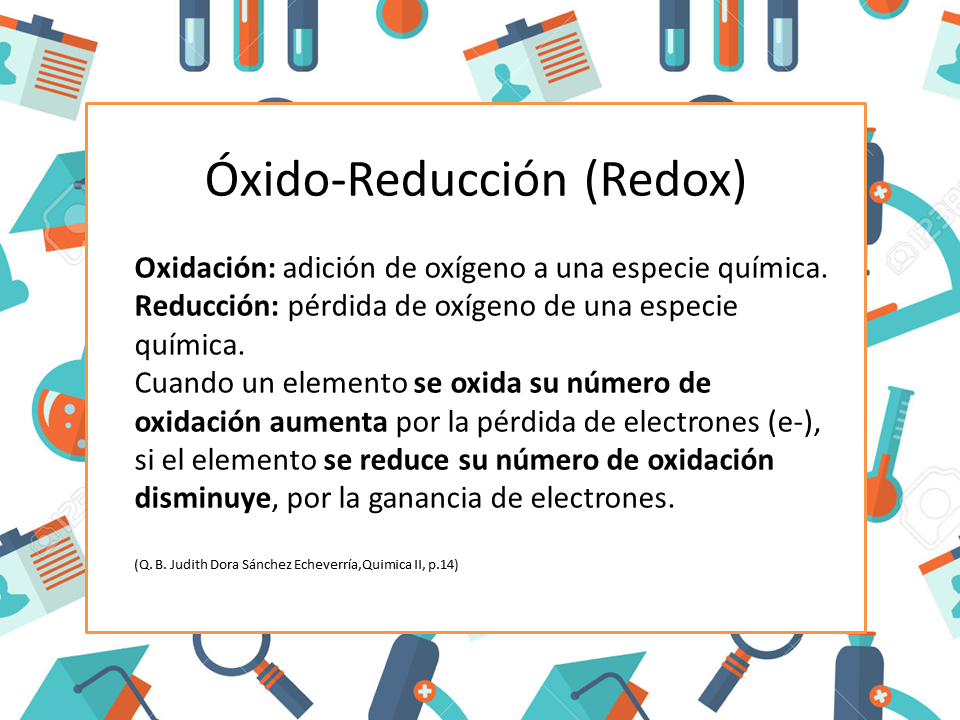 Óxido-Reducción (Redox)
Oxidación: adición de oxígeno a una especie química.
Reducción: pérdida de oxígeno de una especie
química.
Cuando un elemento se oxida su número de
oxidación aumenta por la pérdida de electrones (e-),
si el elemento se reduce su número de oxidación
disminuye, por la ganancia de electrones.
(Q. B. Judith Dora Sánchez Echeverría,Quimica II, p.14)